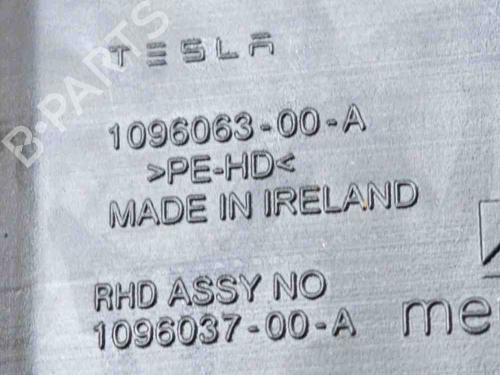 TESLA
1096063-00-A
>PE-HD<
MADE IN IRELAND
RHD ASSY NO
1096037-00-A
B-PARTS